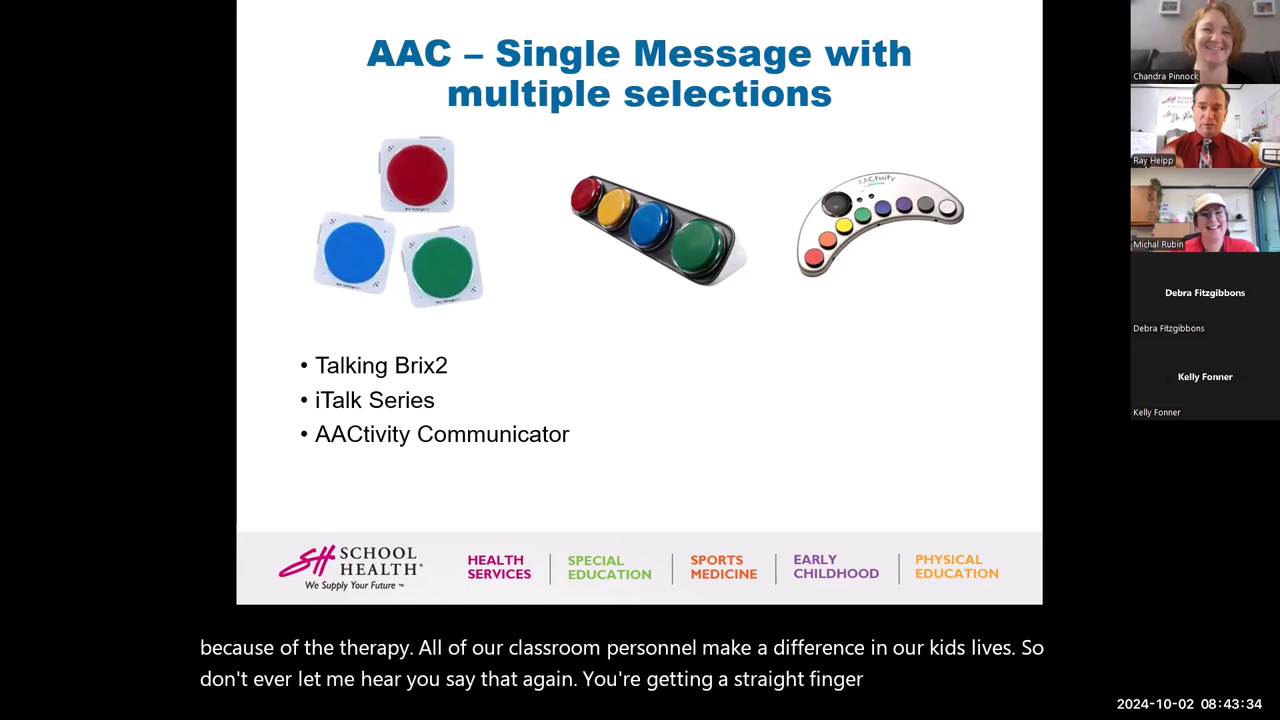 AAC – Single Message with
multiple selections
AACtivity
• Talking Brix2
• iTalk Series
• AACtivity Communicator
SH SCHOOL
HEALTH®
We Supply Your Future ™
HEALTH
SERVICES
SPECIAL
EDUCATION
SPORTS
MEDICINE
EARLY
CHILDHOOD
PHYSICAL
EDUCATION
Chandra Pinnock
Ray Heipp
Michal Rubin
Debra Fitzgibbons
Debra Fitzgibbons
Kelly Fonner
Kelly Fonner
because of the therapy. All of our classroom personnel make a difference in our kids lives. So
don't ever let me hear you say that again. You're getting a straight finger
2024-10-02 08:43:34